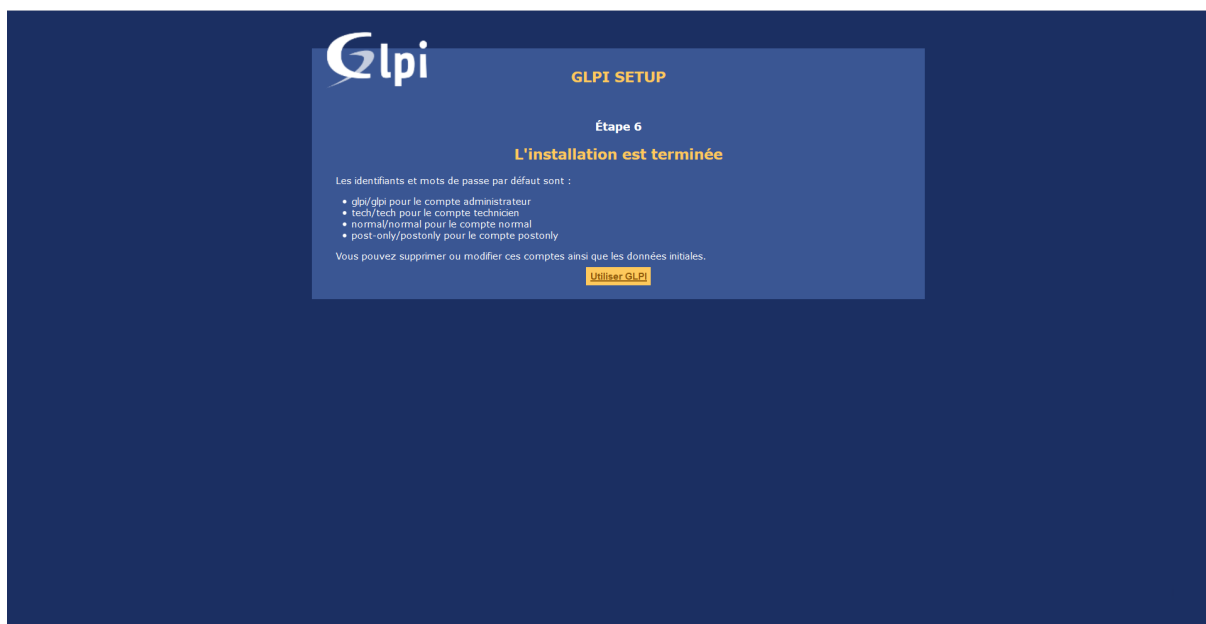 Glpi
GLPI SETUP
Étape 6
L'installation est terminée
Les identifiants et mots de passe par défaut sont :
• glpi/glpi pour le compte administrateur
• tech/tech pour le compte technicien
• normal/normal pour le compte normal
• post-only/postonly pour le compte postonly
Vous pouvez supprimer ou modifier ces comptes ainsi que les données initiales.
Utiliser GLPI